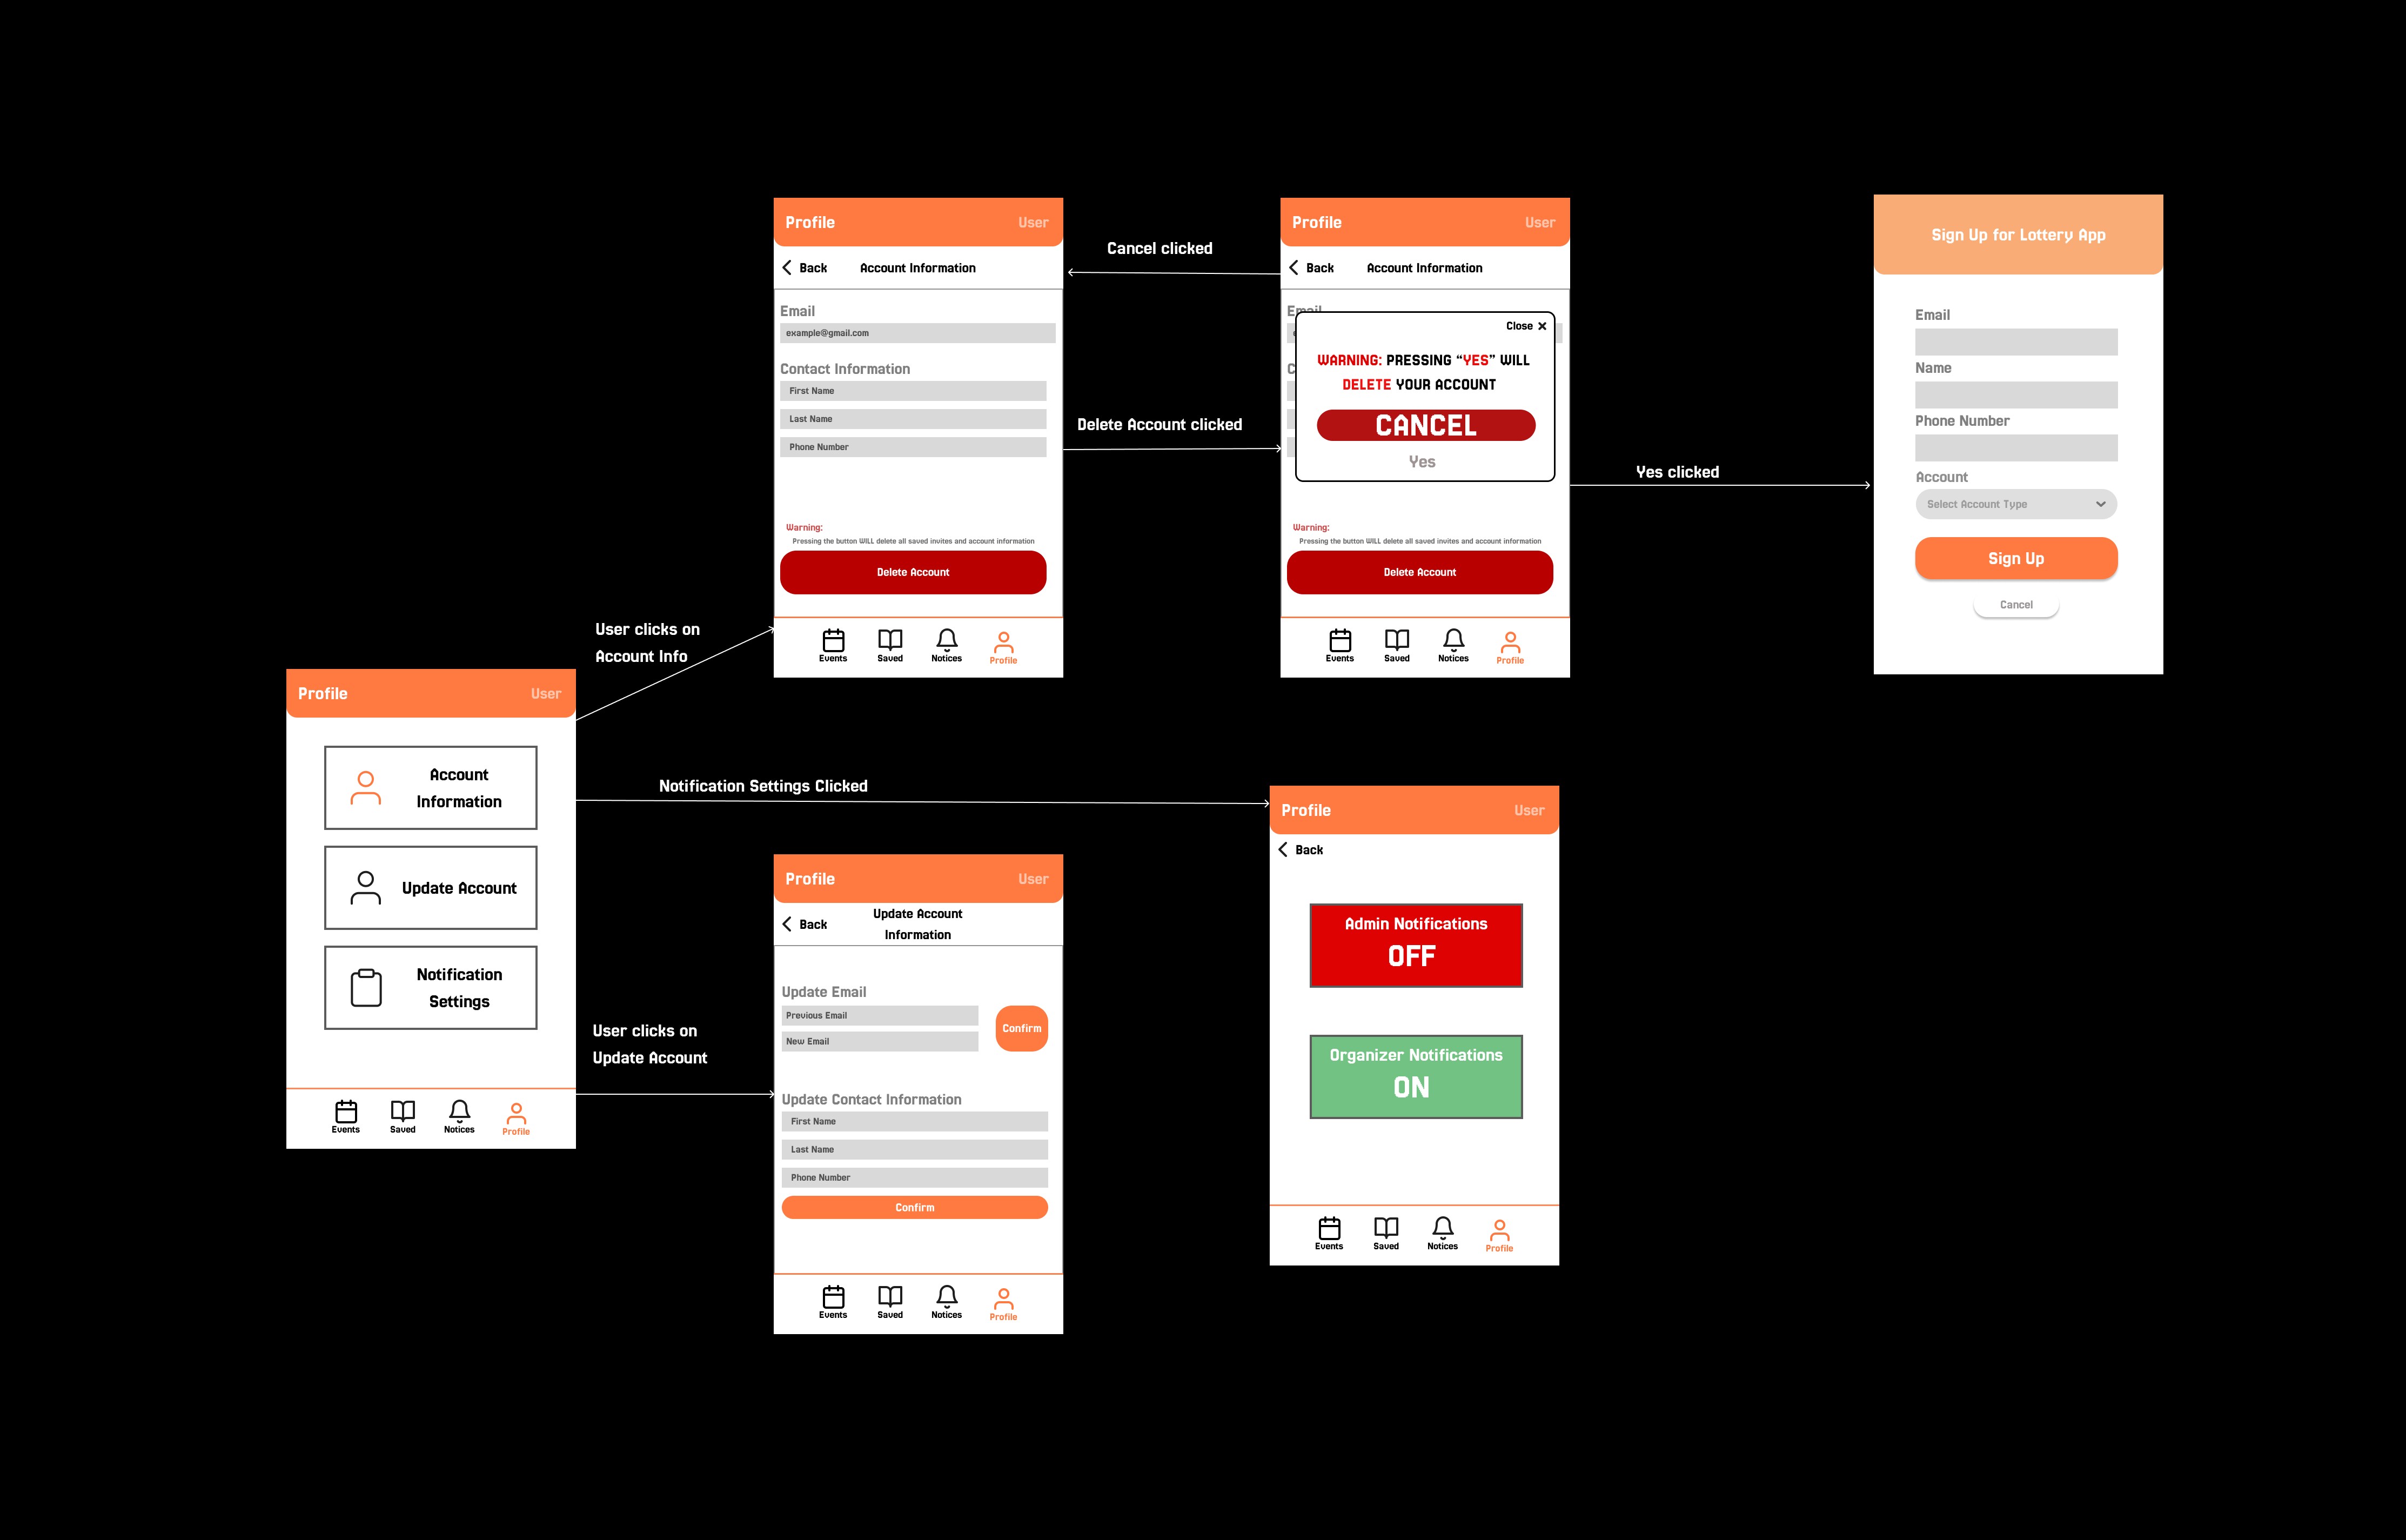 Profile
User
Account
Information
Update Account
Notification
Settings
Events
Saved
Notices
Profile
User clicks on
Account Info
Profile
User
Back
Account Information
Email
example@gmail.com
Contact Information
First Name
Last Name
Phone Number
Warning:
Pressing the button WILL delete all saved invites and account information
Delete Account
Events
Saved
Notices
Profile
Cancel clicked
Delete Account clicked
Profile
User
Back
Account Information
Email
Close
WARNING: PRESSING “YES” WILL
DELETE YOUR ACCOUNT
CANCEL
Yes
Warning:
Pressing the button WILL delete all saved invites and account information
Delete Account
Events
Saved
Notices
Profile
Yes clicked
Sign Up for Lottery App
Email
Name
Phone Number
Account
Select Account Type
Sign Up
Cancel
Notification Settings Clicked
Profile
User
Back
Admin Notifications
OFF
Organizer Notifications
ON
Events
Saved
Notices
Profile
User clicks on
Update Account
Profile
User
Back
Update Account
Information
Update Email
Previous Email
New Email
Confirm
Update Contact Information
First Name
Last Name
Phone Number
Confirm
Events
Saved
Notices
Profile